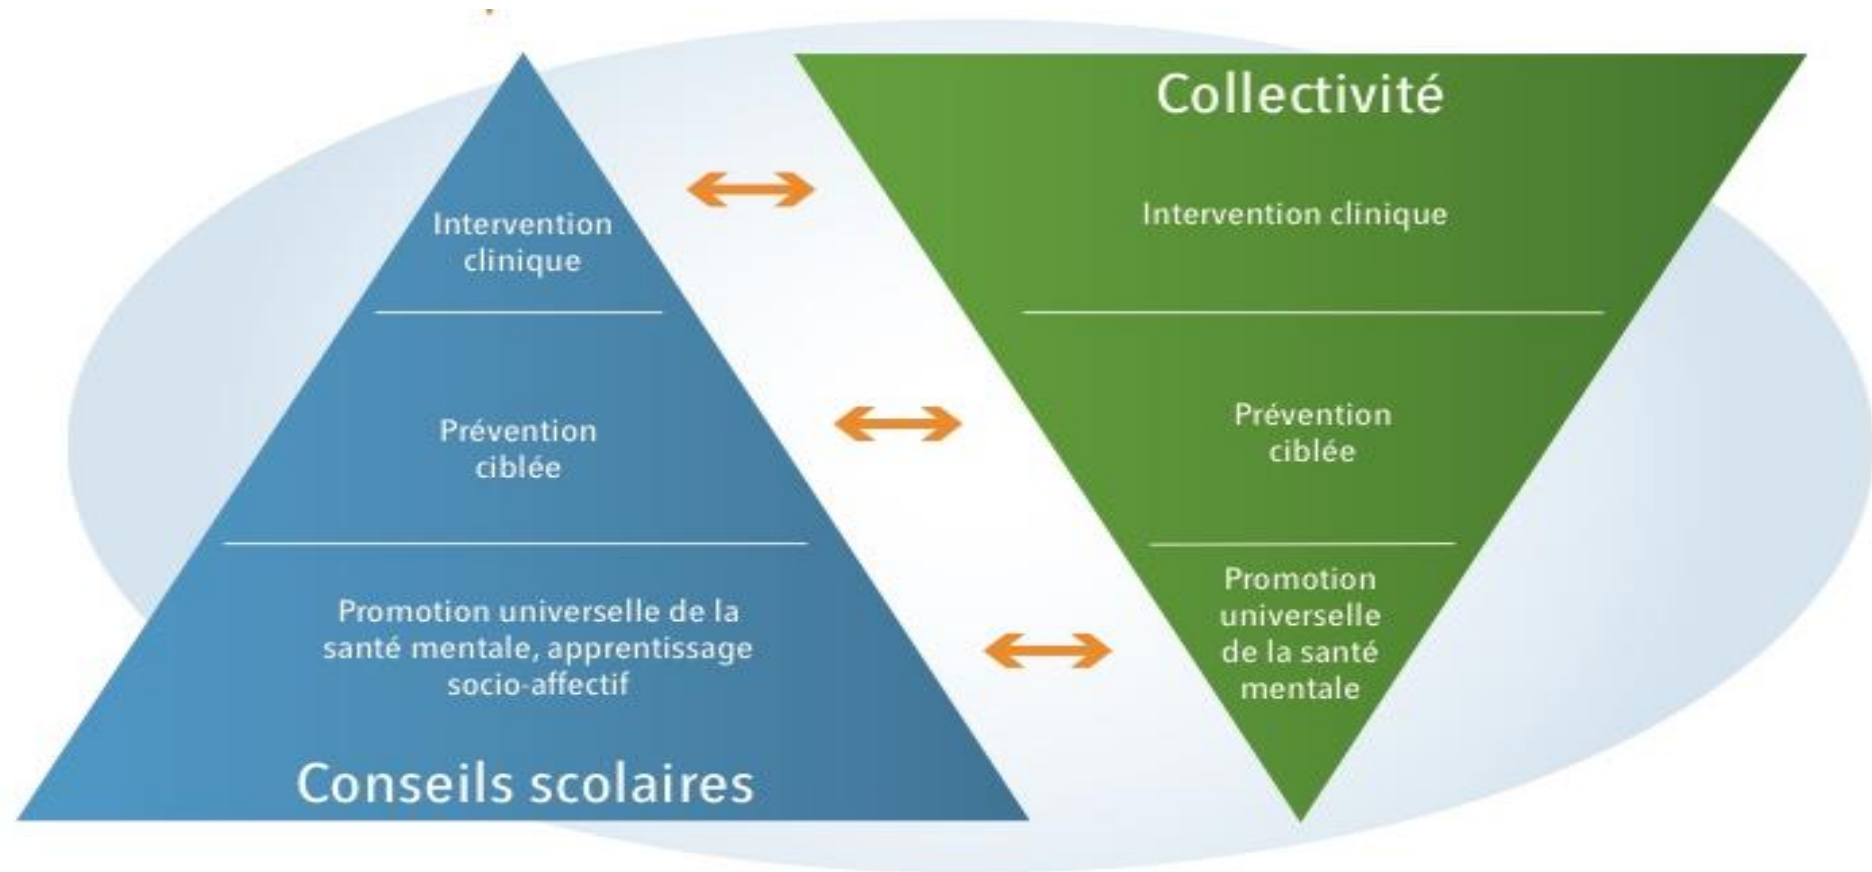 Intervention
clinique
Prévention
ciblée
Promotion universelle de la
santé mentale, apprentissage
socio-affectif
Conseils scolaires
Collectivité
Intervention clinique
Prévention
ciblée
Promotion
universelle
de la santé
mentale